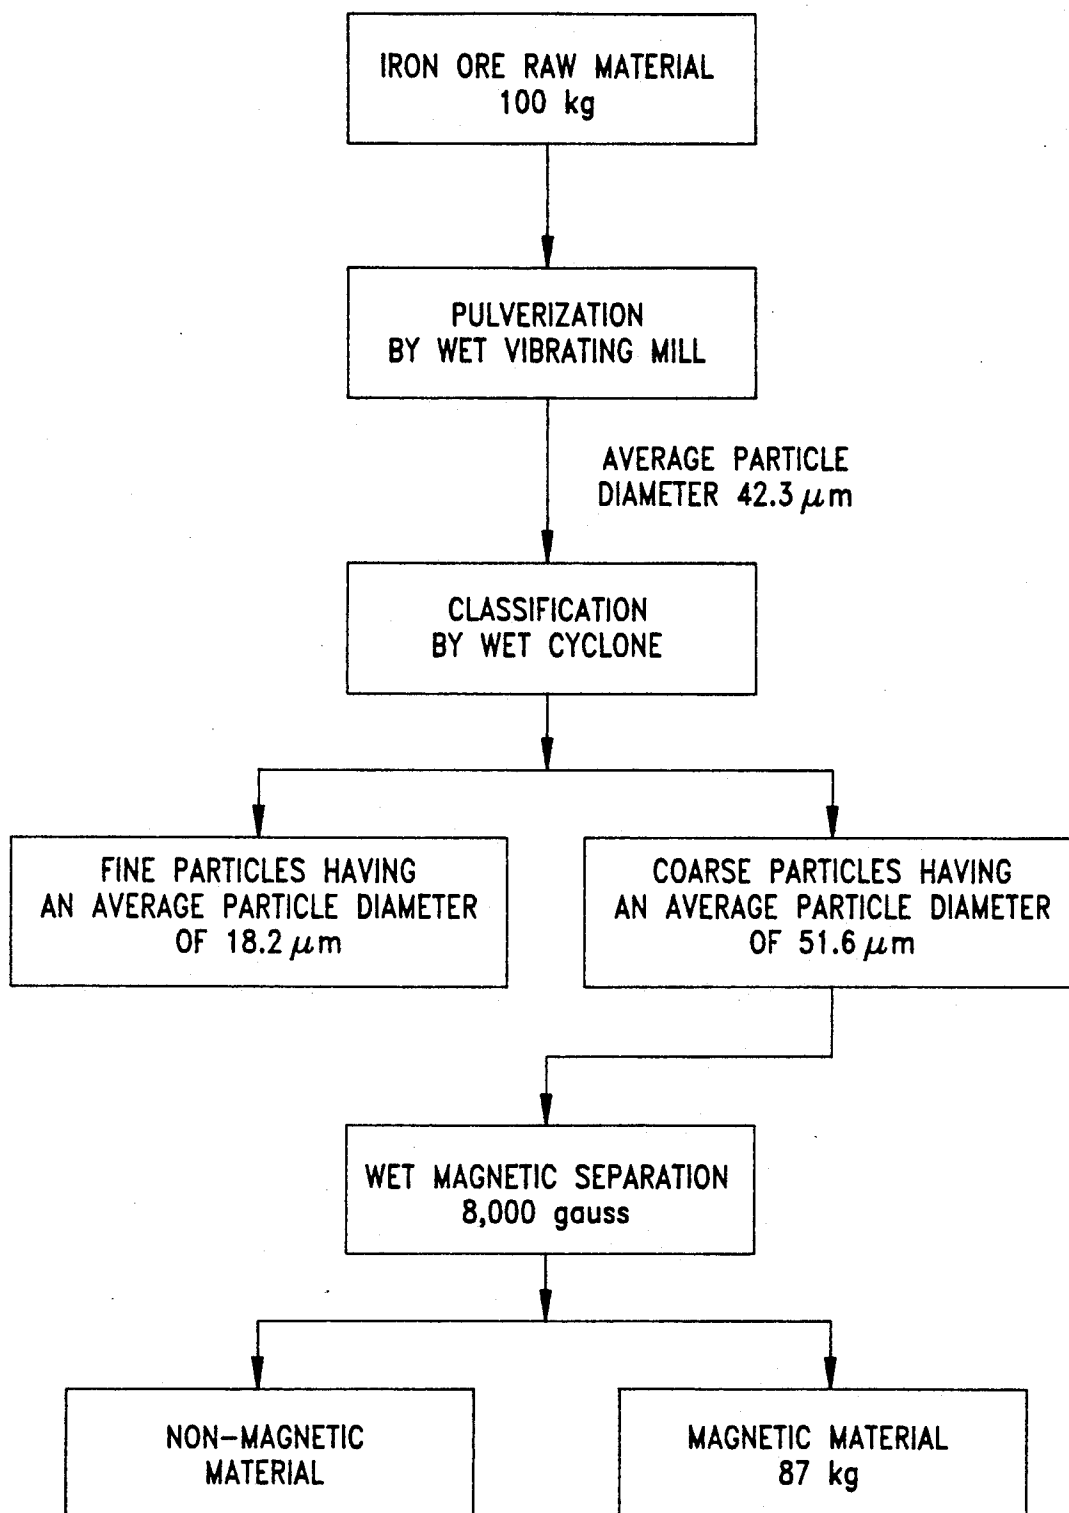 IRON ORE RAW MATERIAL
100 kg
PULVERIZATION
BY WET VIBRATING MILL
AVERAGE PARTICLE
DIAMETER 42.3 μm
CLASSIFICATION
BY WET CYCLONE
FINE PARTICLES HAVING
AN AVERAGE PARTICLE DIAMETER
OF 18.2 μm
COARSE PARTICLES HAVING
AN AVERAGE PARTICLE DIAMETER
OF 51.6 μm
WET MAGNETIC SEPARATION
8,000 gauss
NON-MAGNETIC
MATERIAL
MAGNETIC MATERIAL
87 kg